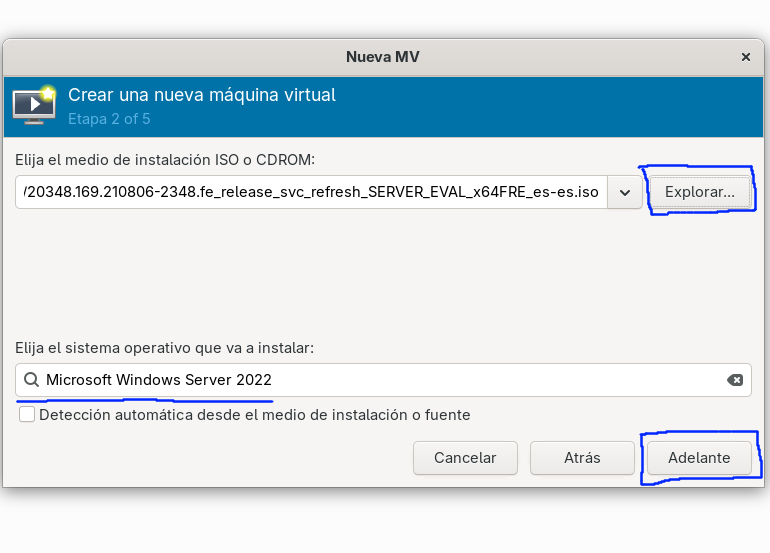 Nueva MV
Crear una nueva máquina virtual
Etapa 2 of 5
Elija el medio de instalación ISO o CDROM:
/20348.169.210806-2348.fe_release_svc_refresh_SERVER_EVAL_x64FRE_es-es.iso
Explorar...
Elija el sistema operativo que va a instalar:
Microsoft Windows Server 2022
Detección automática desde el medio de instalación o fuente
Cancelar
Atrás
Adelante